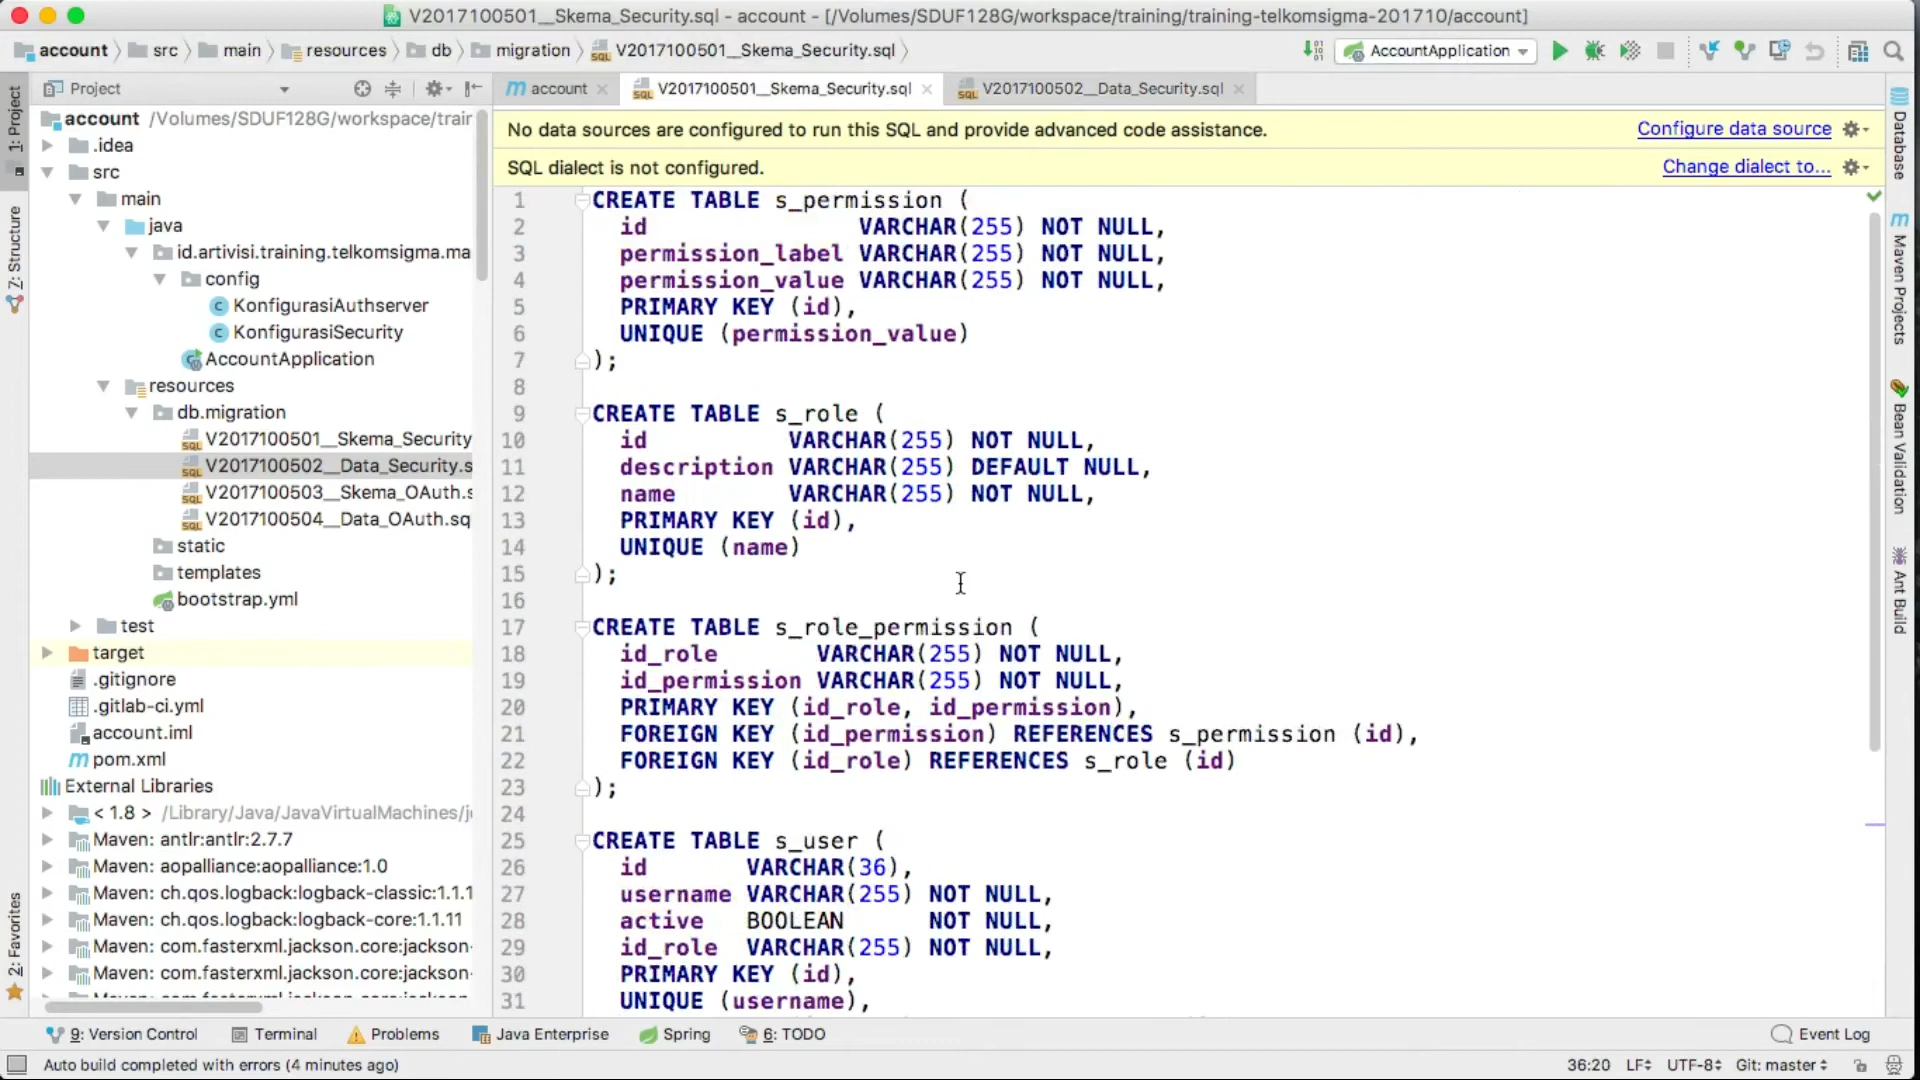 V2017100501__Skema_Security.sql - account - [/Volumes/SDUF128G/workspace/training/training-telkomsigma-201710/account]
account src main resources db migration V2017100501__Skema_Security.sql AccountApplication
Project
account V2017100501__Skema_Security.sql V2017100502__Data_Security.sql
No data sources are configured to run this SQL and provide advanced code assistance. Configure data source
SQL dialect is not configured. Change dialect to...
1: Project
7: Structure
2: Favorites
account /Volumes/SDUF128G/workspace/train
.idea
src
main
java
id.artivisi.training.telkomsigma.ma
config
KonfigurasiAuthserver
KonfigurasiSecurity
AccountApplication
resources
db.migration
V2017100501__Skema_Security
V2017100502__Data_Security.s
V2017100503__Skema_OAuth.s
V2017100504__Data_OAuth.sq
static
templates
bootstrap.yml
test
target
.gitignore
.gitlab-ci.yml
account.iml
pom.xml
External Libraries
< 1.8 > /Library/Java/JavaVirtualMachines/j
Maven: antlr:antlr:2.7.7
Maven: aopalliance:aopalliance:1.0
Maven: ch.qos.logback:logback-classic:1.1.1
Maven: ch.qos.logback:logback-core:1.1.11
Maven: com.fasterxml.jackson.core:jackson-
Maven: com.fasterxml.jackson.core:jackson-
1 CREATE TABLE s_permission (
2 id VARCHAR(255) NOT NULL,
3 permission_label VARCHAR(255) NOT NULL,
4 permission_value VARCHAR(255) NOT NULL,
5 PRIMARY KEY (id),
6 UNIQUE (permission_value)
7 );
8
9 CREATE TABLE s_role (
10 id VARCHAR(255) NOT NULL,
11 description VARCHAR(255) DEFAULT NULL,
12 name VARCHAR(255) NOT NULL,
13 PRIMARY KEY (id),
14 UNIQUE (name)
15 );
16
17 CREATE TABLE s_role_permission (
18 id_role VARCHAR(255) NOT NULL,
19 id_permission VARCHAR(255) NOT NULL,
20 PRIMARY KEY (id_role, id_permission),
21 FOREIGN KEY (id_permission) REFERENCES s_permission (id),
22 FOREIGN KEY (id_role) REFERENCES s_role (id)
23 );
24
25 CREATE TABLE s_user (
26 id VARCHAR(36),
27 username VARCHAR(255) NOT NULL,
28 active BOOLEAN NOT NULL,
29 id_role VARCHAR(255) NOT NULL,
30 PRIMARY KEY (id),
31 UNIQUE (username),
Database
Maven Projects
Bean Validation
Ant Build
9: Version Control Terminal Problems Java Enterprise Spring 6: TODO Event Log
Auto build completed with errors (4 minutes ago) 36:20 LF UTF-8 Git: master